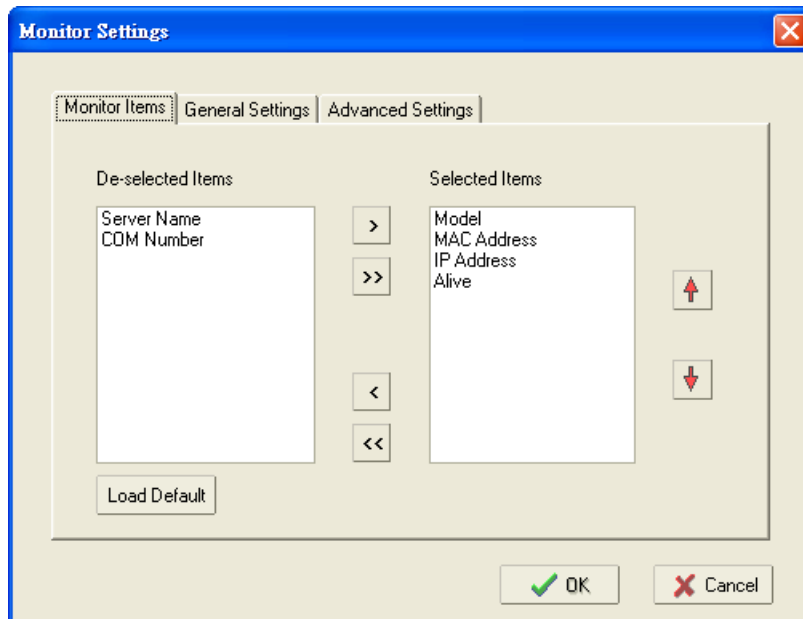 Monitor Settings
Monitor Items
General Settings
Advanced Settings
De-selected Items
Selected Items
Server Name
COM Number
>
>>
<
<<
Model
MAC Address
IP Address
Alive
Load Default
OK
Cancel